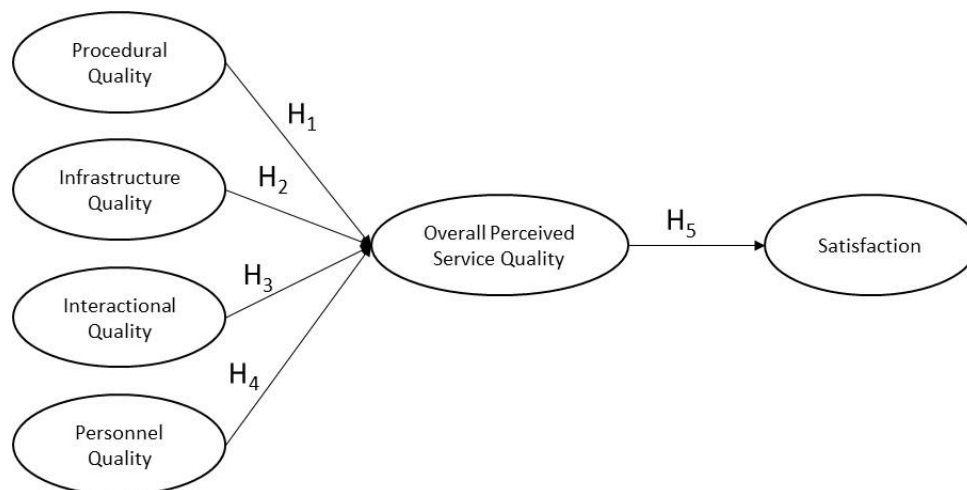 Procedural
Quality
H₁
Infrastructure
Quality
H₂
Overall Perceived
Service Quality
H₅
Satisfaction
H₃
Interactional
Quality
H₄
Personnel
Quality